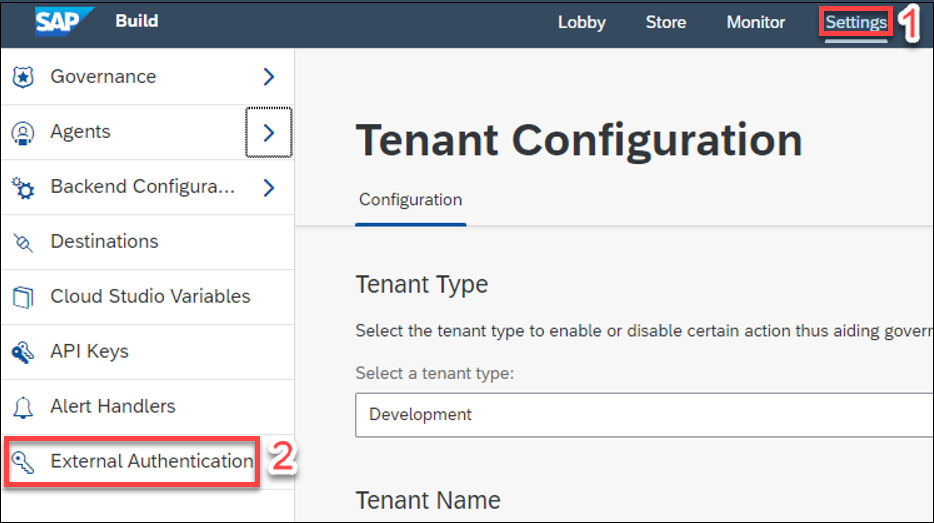 SAP Build Lobby Store Monitor Settings 1
Governance
Agents
Backend Configura...
Destinations
Cloud Studio Variables
API Keys
Alert Handlers
External Authentication 2
Tenant Configuration
Configuration
Tenant Type
Select the tenant type to enable or disable certain action thus aiding gover
Select a tenant type:
Development
Tenant Name